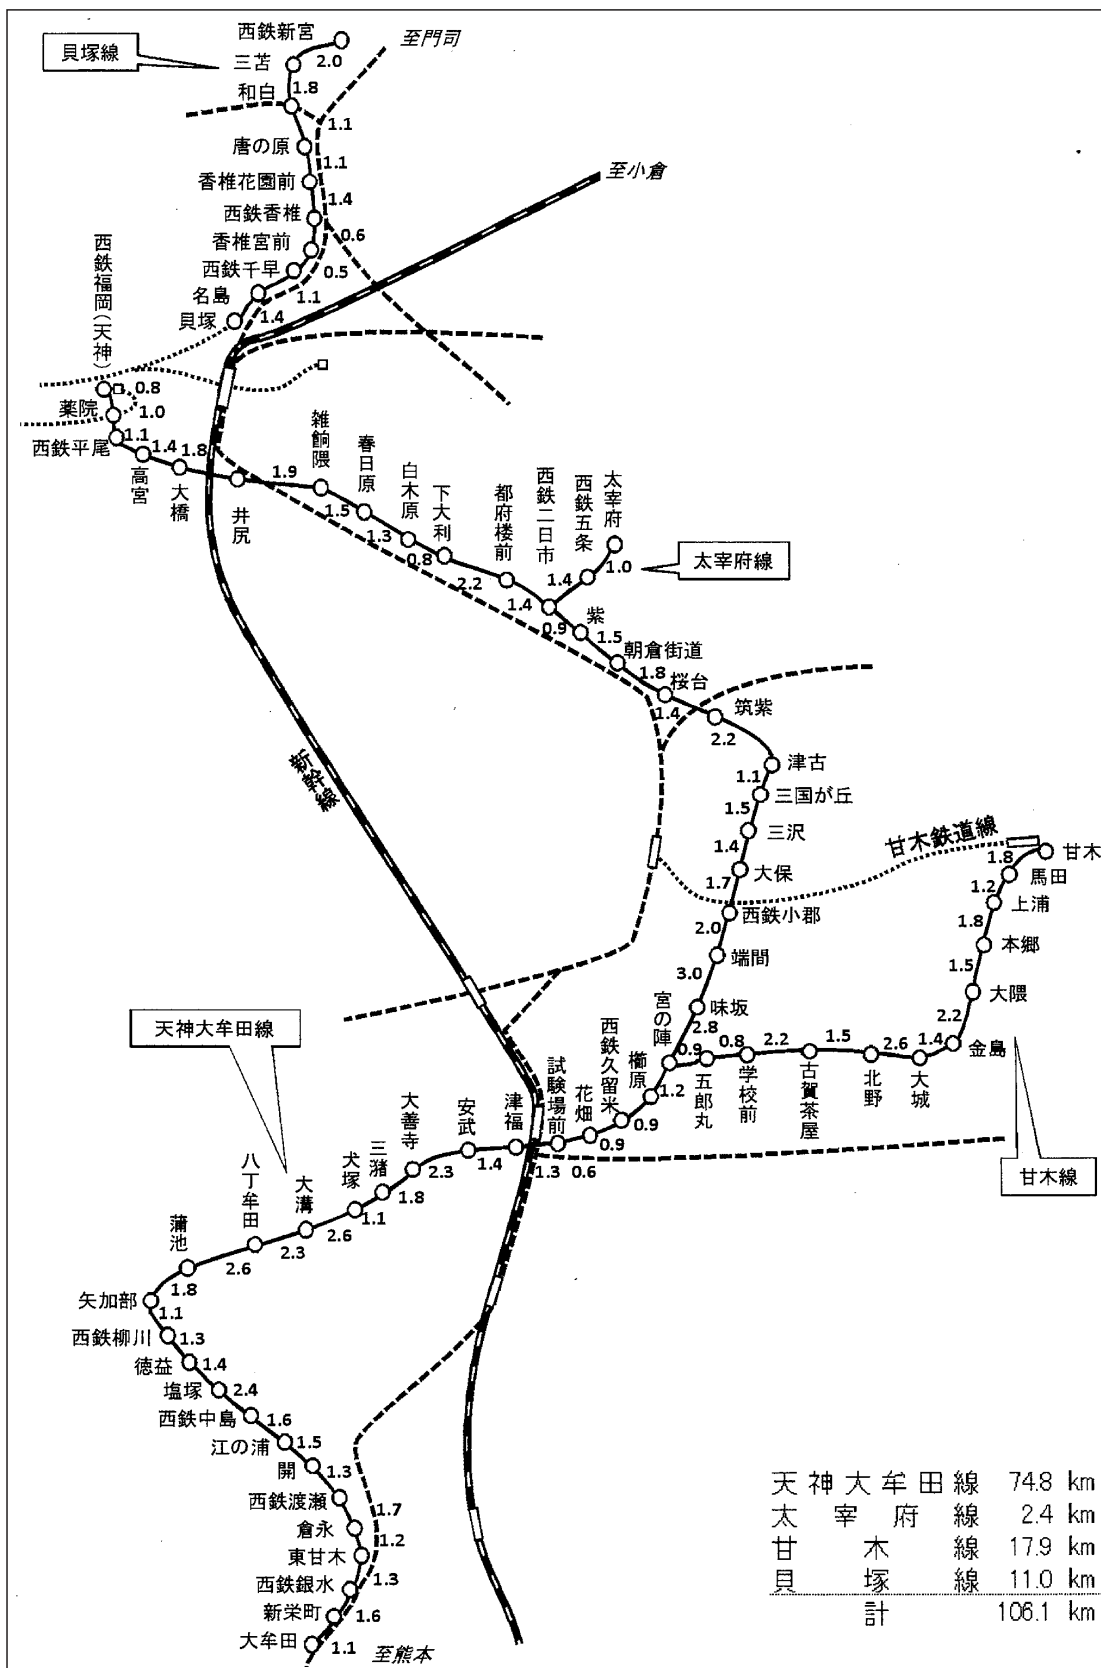 貝塚線
西鉄新宮
2.0
三苫
1.8
和白
1.1
唐の原
1.1
香椎花園前
1.4
西鉄香椎
0.6
香椎宮前
0.5
西鉄千早
1.1
名島
1.4
貝塚
至門司
至小倉
西鉄福岡(天神)
0.8
薬院
1.0
西鉄平尾
1.1
高宮
1.4
大橋
1.8
井尻
1.9
雑餉隈
1.5
春日原
1.3
白木原
0.8
下大利
2.2
都府楼前
1.4
西鉄二日市
1.4
西鉄五条
1.0
太宰府
太宰府線
0.9
紫
1.5
朝倉街道
1.8
桜台
1.4
筑紫
2.2
津古
1.1
三国が丘
1.5
三沢
1.4
大保
1.7
西鉄小郡
2.0
端間
3.0
味坂
2.8
宮の陣
新幹線
甘木鉄道線
甘木
1.8
馬田
1.2
上浦
1.8
本郷
1.5
大隈
2.2
金島
1.4
大城
2.6
北野
1.5
古賀茶屋
2.2
学校前
0.8
五郎丸
0.9
甘木線
1.2
櫛原
0.9
西鉄久留米
0.9
花畑
0.6
試験場前
1.3
津福
1.4
安武
2.3
大善寺
1.8
三潴
1.1
犬塚
2.6
大溝
2.3
八丁牟田
2.6
蒲池
1.8
矢加部
1.1
西鉄柳川
1.3
徳益
1.4
塩塚
2.4
西鉄中島
1.6
江の浦
1.5
開
1.3
西鉄渡瀬
1.7
倉永
1.2
東甘木
1.3
西鉄銀水
1.6
新栄町
1.1
大牟田
天神大牟田線
至熊本
天神大牟田線 74.8 km
太宰府線 2.4 km
甘木線 17.9 km
貝塚線 11.0 km
計 106.1 km